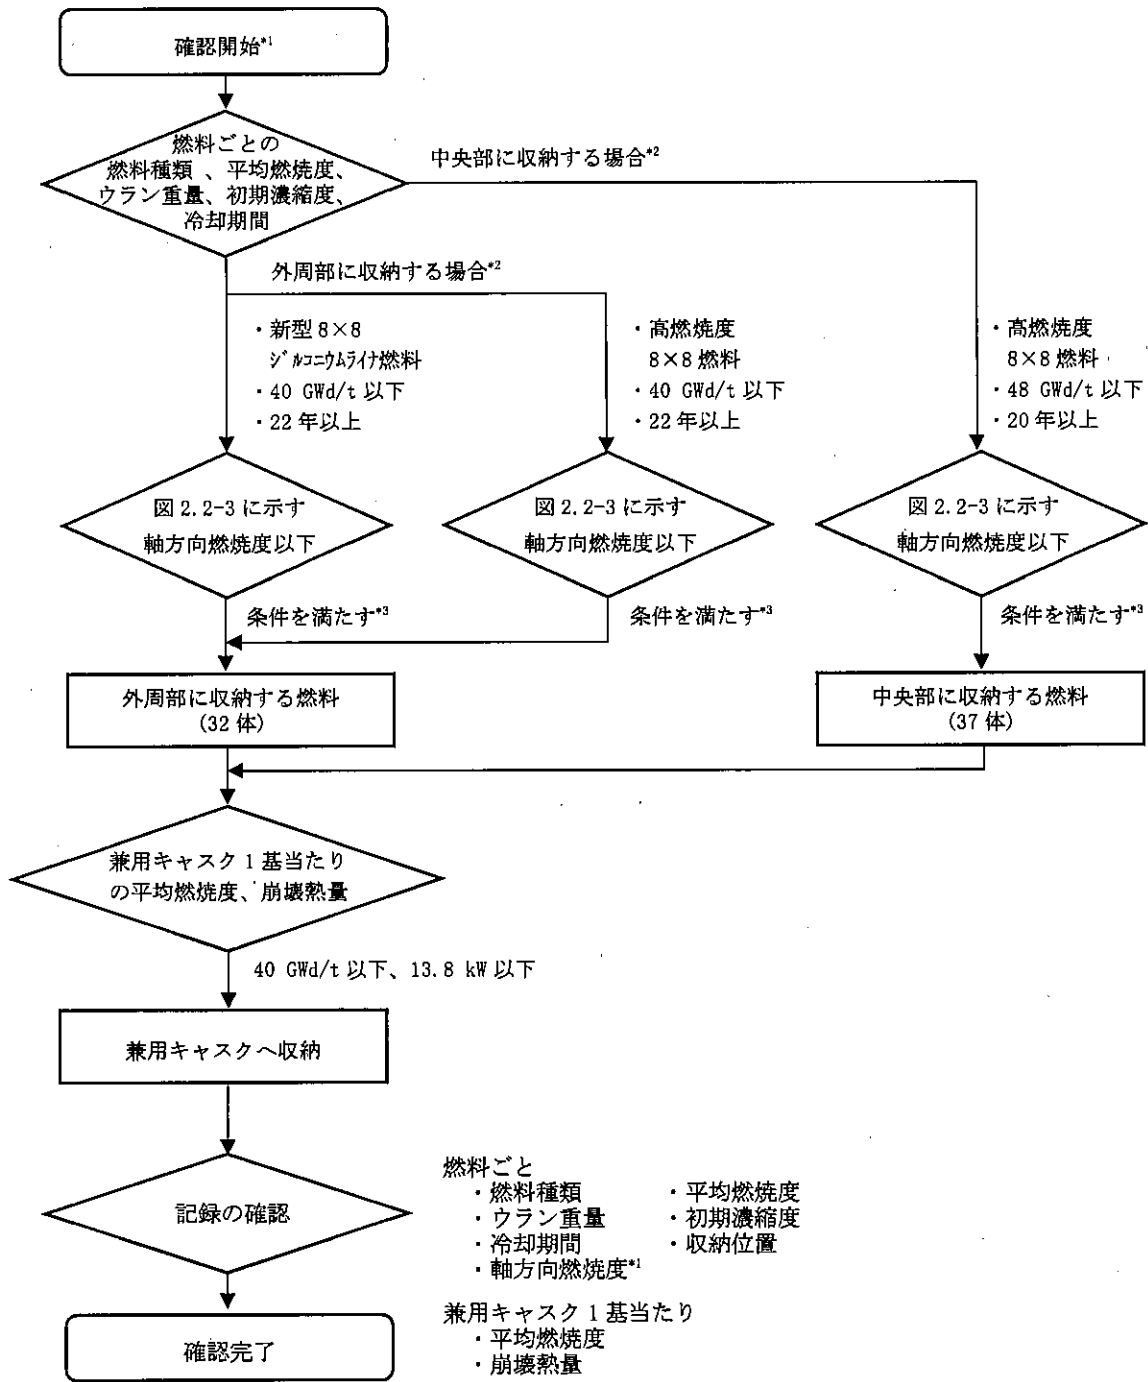 確認開始*1
燃料ごとの
燃料種類、平均燃焼度、
ウラン重量、初期濃縮度、
冷却期間
中央部に収納する場合*2
外周部に収納する場合*2
・新型8×8
ジルコニウムライナ燃料
・40 GWd/t 以下
・22年以上
・高燃焼度
8×8燃料
・40 GWd/t 以下
・22年以上
・高燃焼度
8×8燃料
・48 GWd/t 以下
・20年以上
図2.2-3に示す
軸方向燃焼度以下
図2.2-3に示す
軸方向燃焼度以下
図2.2-3に示す
軸方向燃焼度以下
条件を満たす*3
条件を満たす*3
条件を満たす*3
外周部に収納する燃料
(32体)
中央部に収納する燃料
(37体)
兼用キャスク1基当たり
の平均燃焼度、崩壊熱量
40 GWd/t 以下、13.8 kW 以下
兼用キャスクへ収納
記録の確認
燃料ごと
・燃料種類 ・平均燃焼度
・ウラン重量 ・初期濃縮度
・冷却期間 ・収納位置
・軸方向燃焼度*1
兼用キャスク1基当たり
・平均燃焼度
・崩壊熱量
確認完了